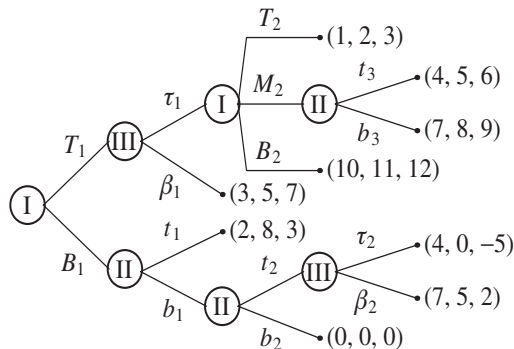 T₂ (1, 2, 3)
t₃ (4, 5, 6)
τ₁ I M₂ II
b₃ (7, 8, 9)
T₁ III
B₂ (10, 11, 12)
β₁ (3, 5, 7)
I
t₁ (2, 8, 3)
τ₂ (4, 0, –5)
B₁ II t₂ III
b₁ II β₂ (7, 5, 2)
b₂ (0, 0, 0)